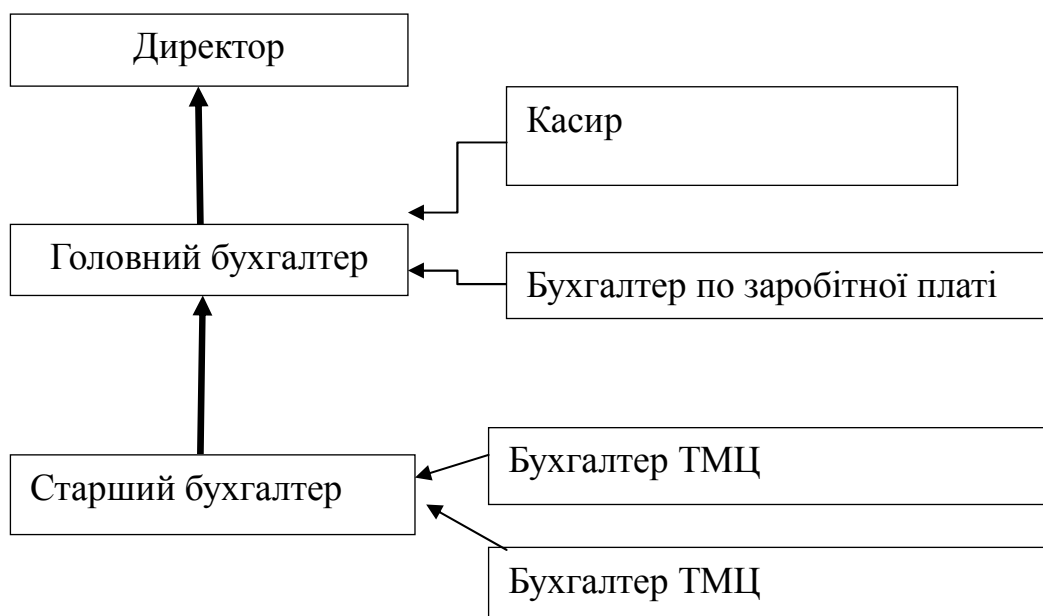 Директор
Касир
Головний бухгалтер
Бухгалтер по заробітної платі
Старший бухгалтер
Бухгалтер ТМЦ
Бухгалтер ТМЦ